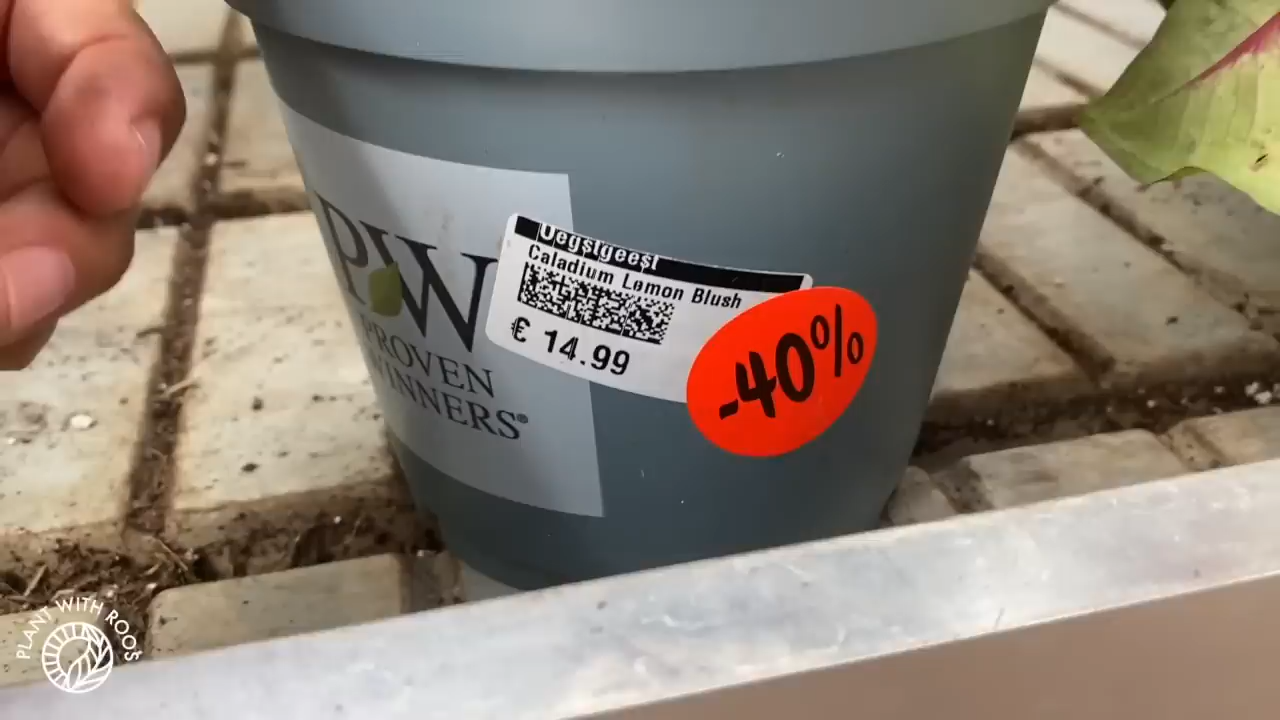 PW
PROVEN
WINNERS®
Oegstgeest
Caladium Lemon Blush
€ 14.99
-40%
PLANT WITH ROOS